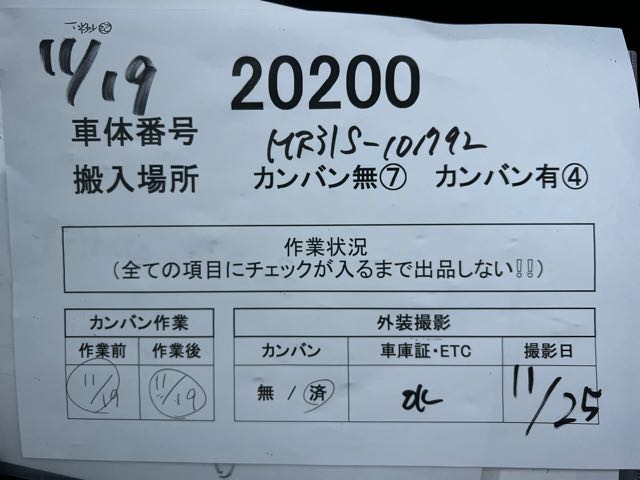 11/19
20200
車体番号 MR31S-101792
搬入場所 カンバン無⑦ カンバン有④
作業状況
(全ての項目にチェックが入るまで出品しない!!)
カンバン作業
作業前 作業後
11/19 11/19
外装撮影
カンバン 車庫証・ETC 撮影日
無 / 済 OK 11/25